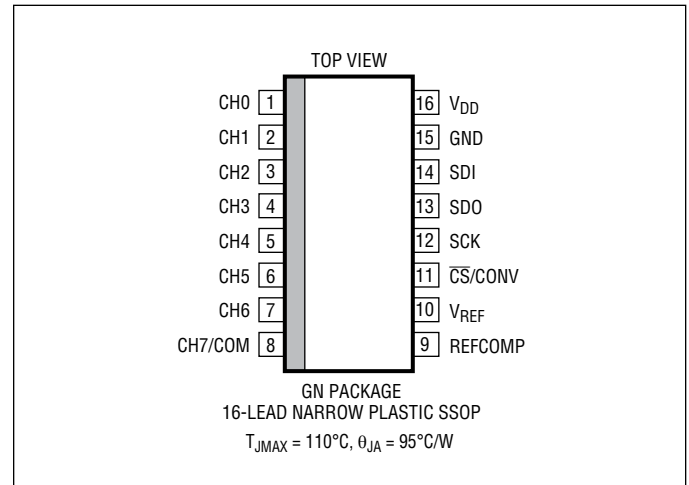 TOP VIEW
CH0 1 16 VDD
CH1 2 15 GND
CH2 3 14 SDI
CH3 4 13 SDO
CH4 5 12 SCK
CH5 6 11 C̅S̅/CONV
CH6 7 10 VREF
CH7/COM 8 9 REFCOMP
GN PACKAGE
16-LEAD NARROW PLASTIC SSOP
TJMAX = 110°C, θJA = 95°C/W